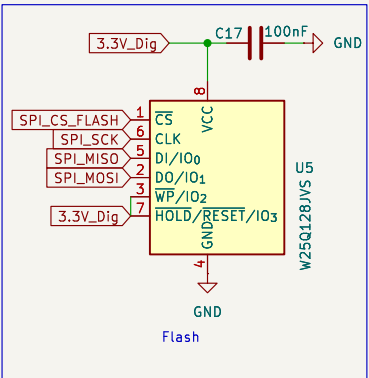 3.3V_Dig
C17
100nF
GND
8
VCC
SPI_CS_FLASH
1
CS
SPI_SCK
6
CLK
SPI_MISO
5
DI/IO0
SPI_MOSI
2
DO/IO1
3
WP/IO2
3.3V_Dig
7
HOLD/RESET/IO3
GND
4
U5
W25Q128JVS
GND
Flash